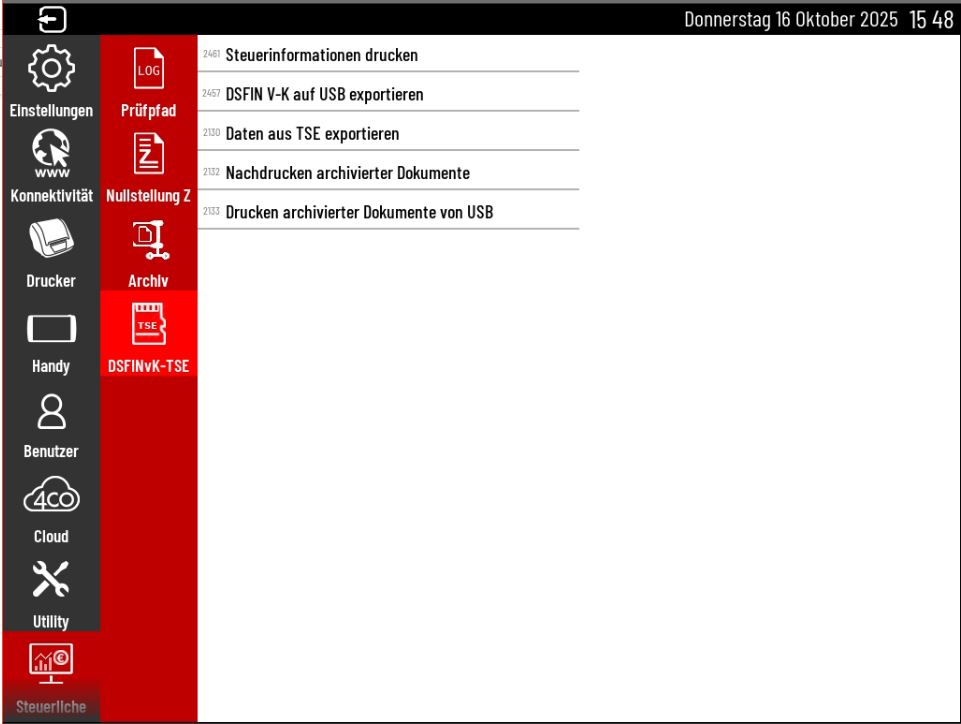 Donnerstag 16 Oktober 2025 15 48
Einstellungen
Konnektivität
WWW
Drucker
Handy
Benutzer
4CO
Cloud
Utility
€
Steuerliche
LOG
Prüfpfad
Z
Nullstellung Z
Archiv
TSE
DSFINvK-TSE
2461 Steuerinformationen drucken
2457 DSFIN V-K auf USB exportieren
2130 Daten aus TSE exportieren
2132 Nachdrucken archivierter Dokumente
2133 Drucken archivierter Dokumente von USB